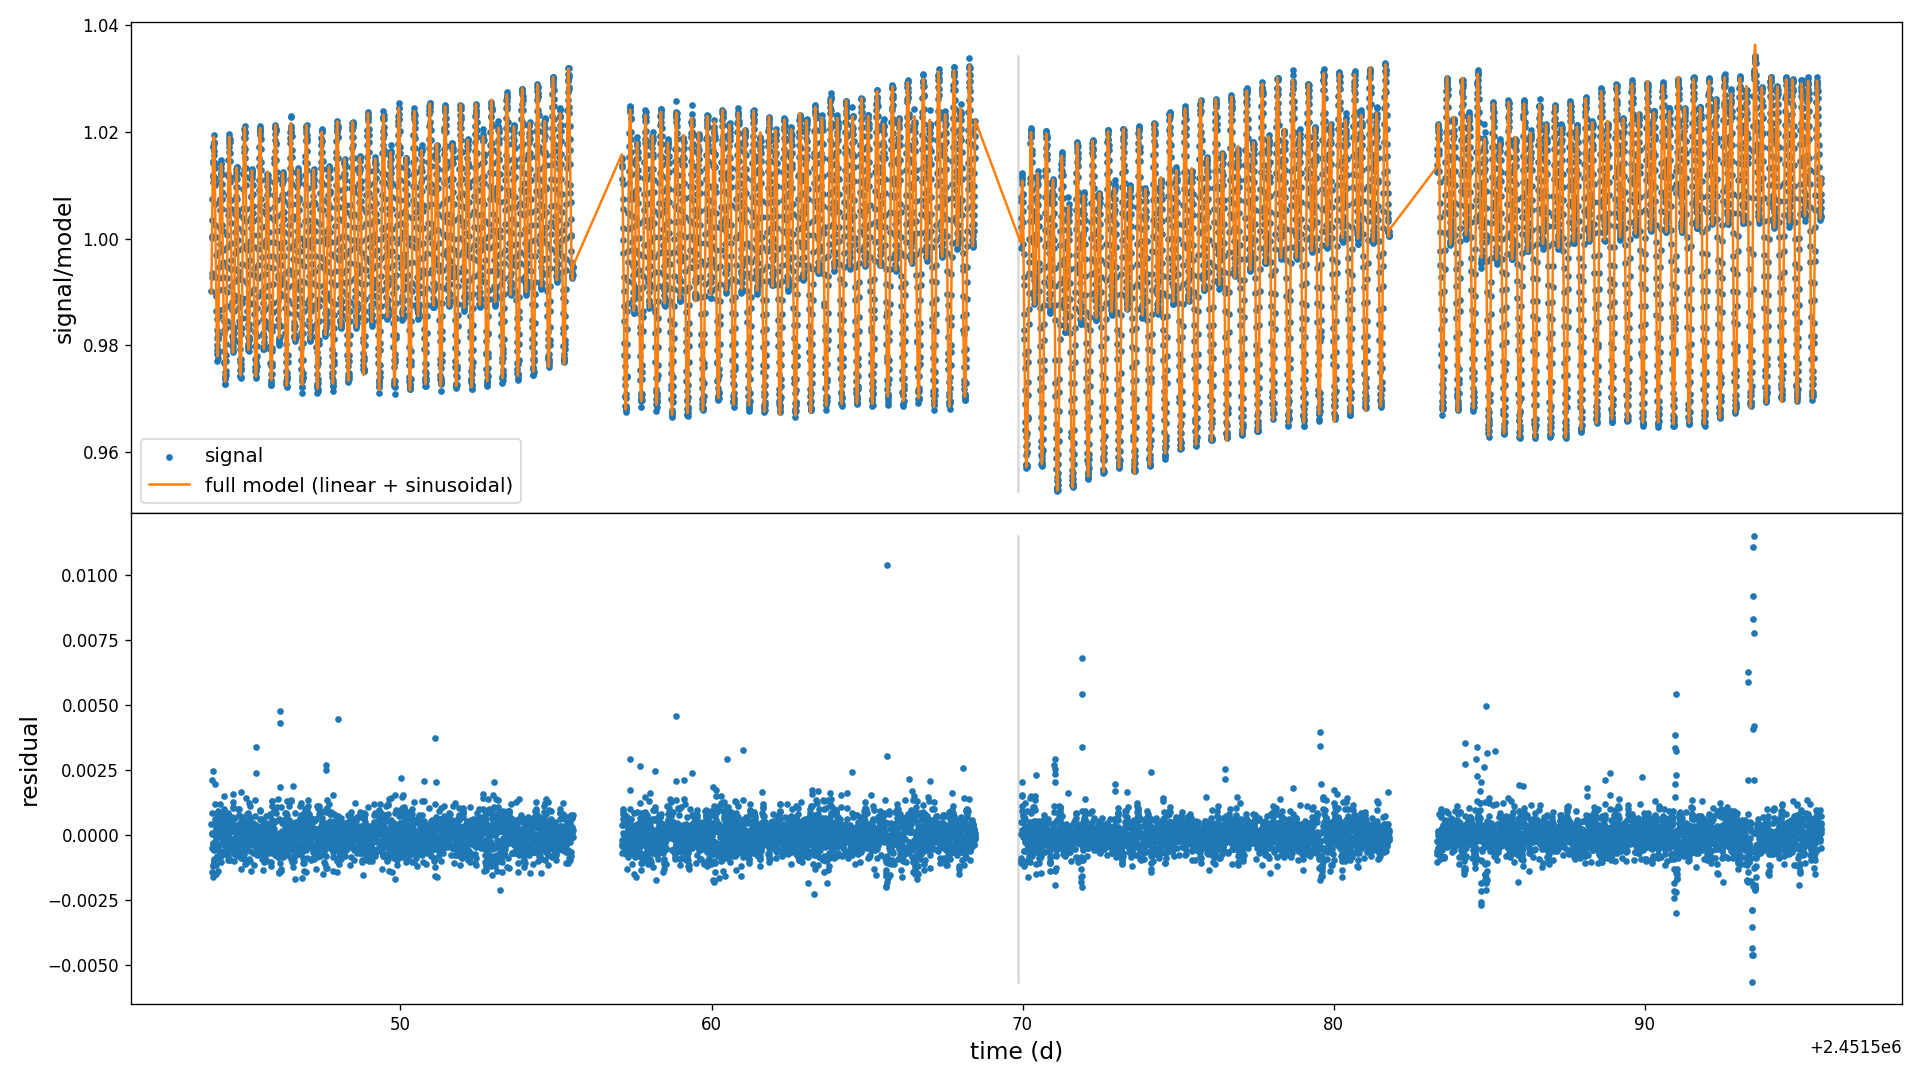 1.04
1.02
1.00
0.98
0.96
signal/model
signal
full model (linear + sinusoidal)
0.0100
0.0075
0.0050
0.0025
0.0000
−0.0025
−0.0050
residual
50
60
70
80
90
time (d)
+2.4515e6